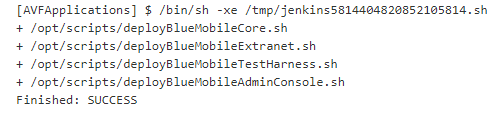 [AVFApplications] $ /bin/sh -xe /tmp/jenkins5814404820852105814.sh
+ /opt/scripts/deployBlueMobileCore.sh
+ /opt/scripts/deployBlueMobileExtranet.sh
+ /opt/scripts/deployBlueMobileTestHarness.sh
+ /opt/scripts/deployBlueMobileAdminConsole.sh
Finished: SUCCESS